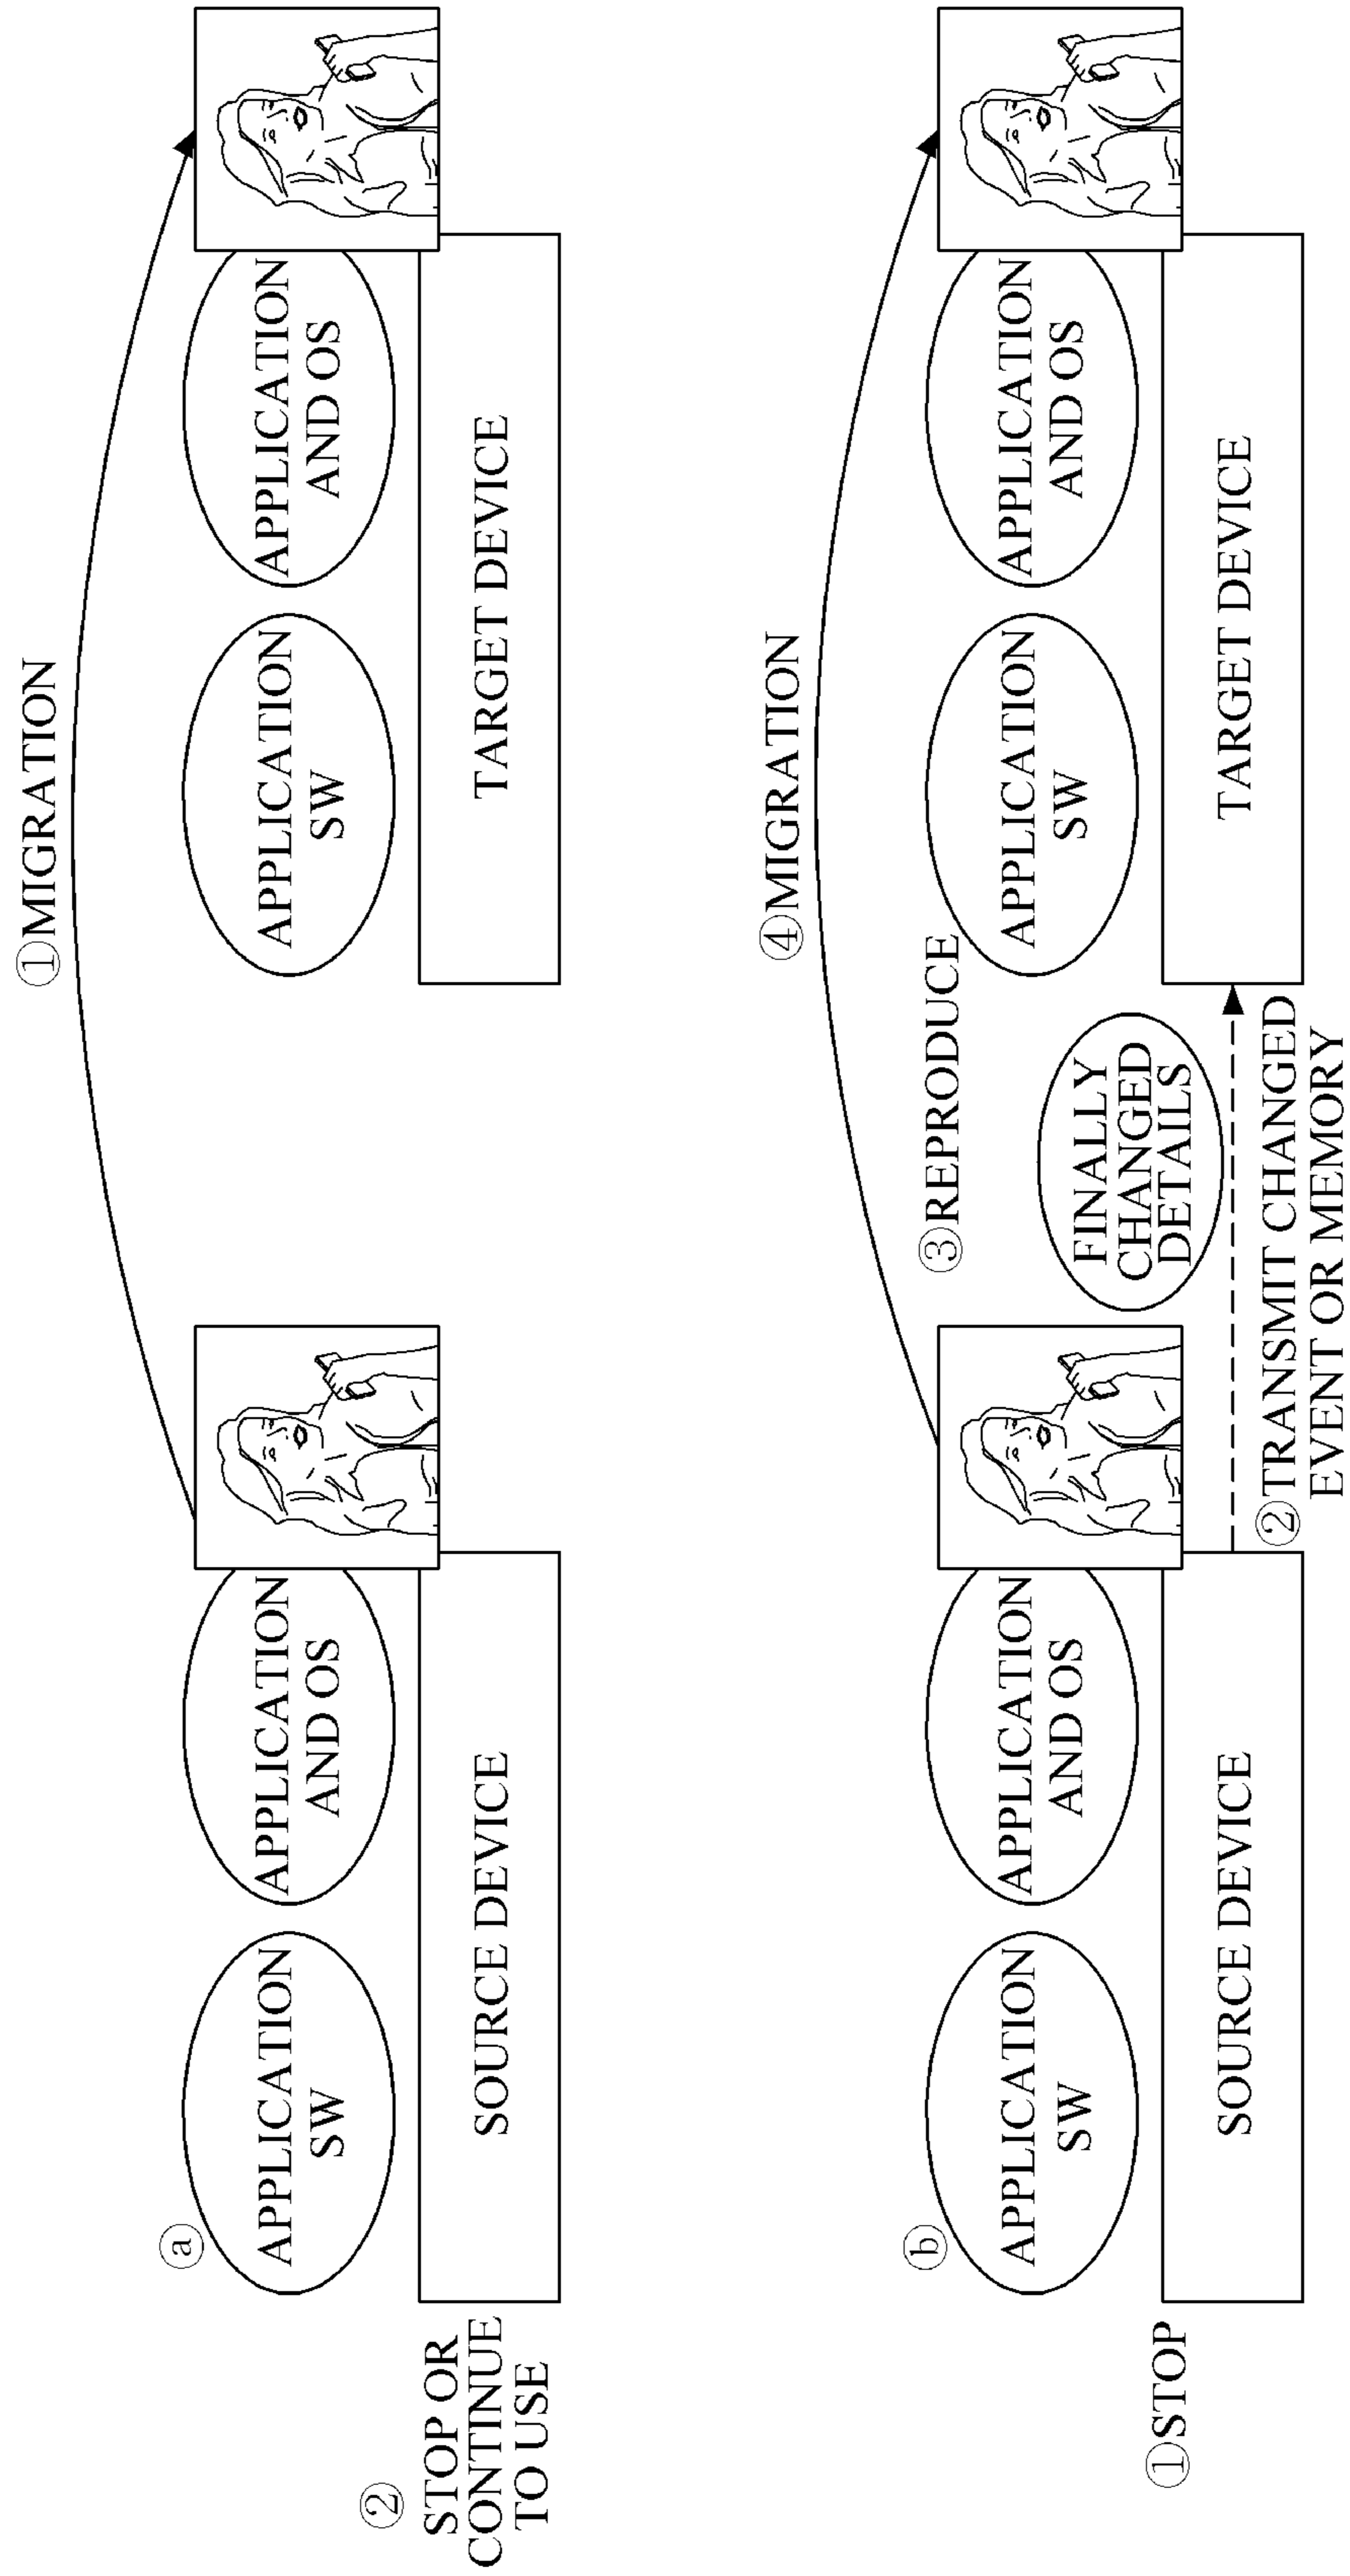 ①MIGRATION
ⓐ
APPLICATION
SW
APPLICATION
AND OS
APPLICATION
SW
APPLICATION
AND OS
②
STOP OR
CONTINUE
TO USE
SOURCE DEVICE
TARGET DEVICE
④MIGRATION
ⓑ
APPLICATION
SW
APPLICATION
AND OS
③REPRODUCE
FINALLY
CHANGED
DETAILS
APPLICATION
SW
APPLICATION
AND OS
①STOP
SOURCE DEVICE
②TRANSMIT CHANGED
EVENT OR MEMORY
TARGET DEVICE